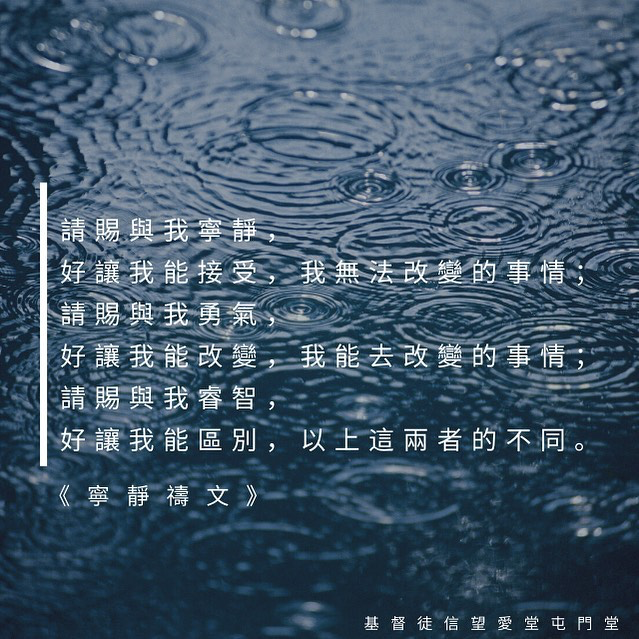 請賜與我寧靜，
好讓我能接受，我無法改變的事情；
請賜與我勇氣，
好讓我能改變，我能去改變的事情；
請賜與我睿智，
好讓我能區別，以上這兩者的不同。
《寧靜禱文》
基督徒信望愛堂屯門堂